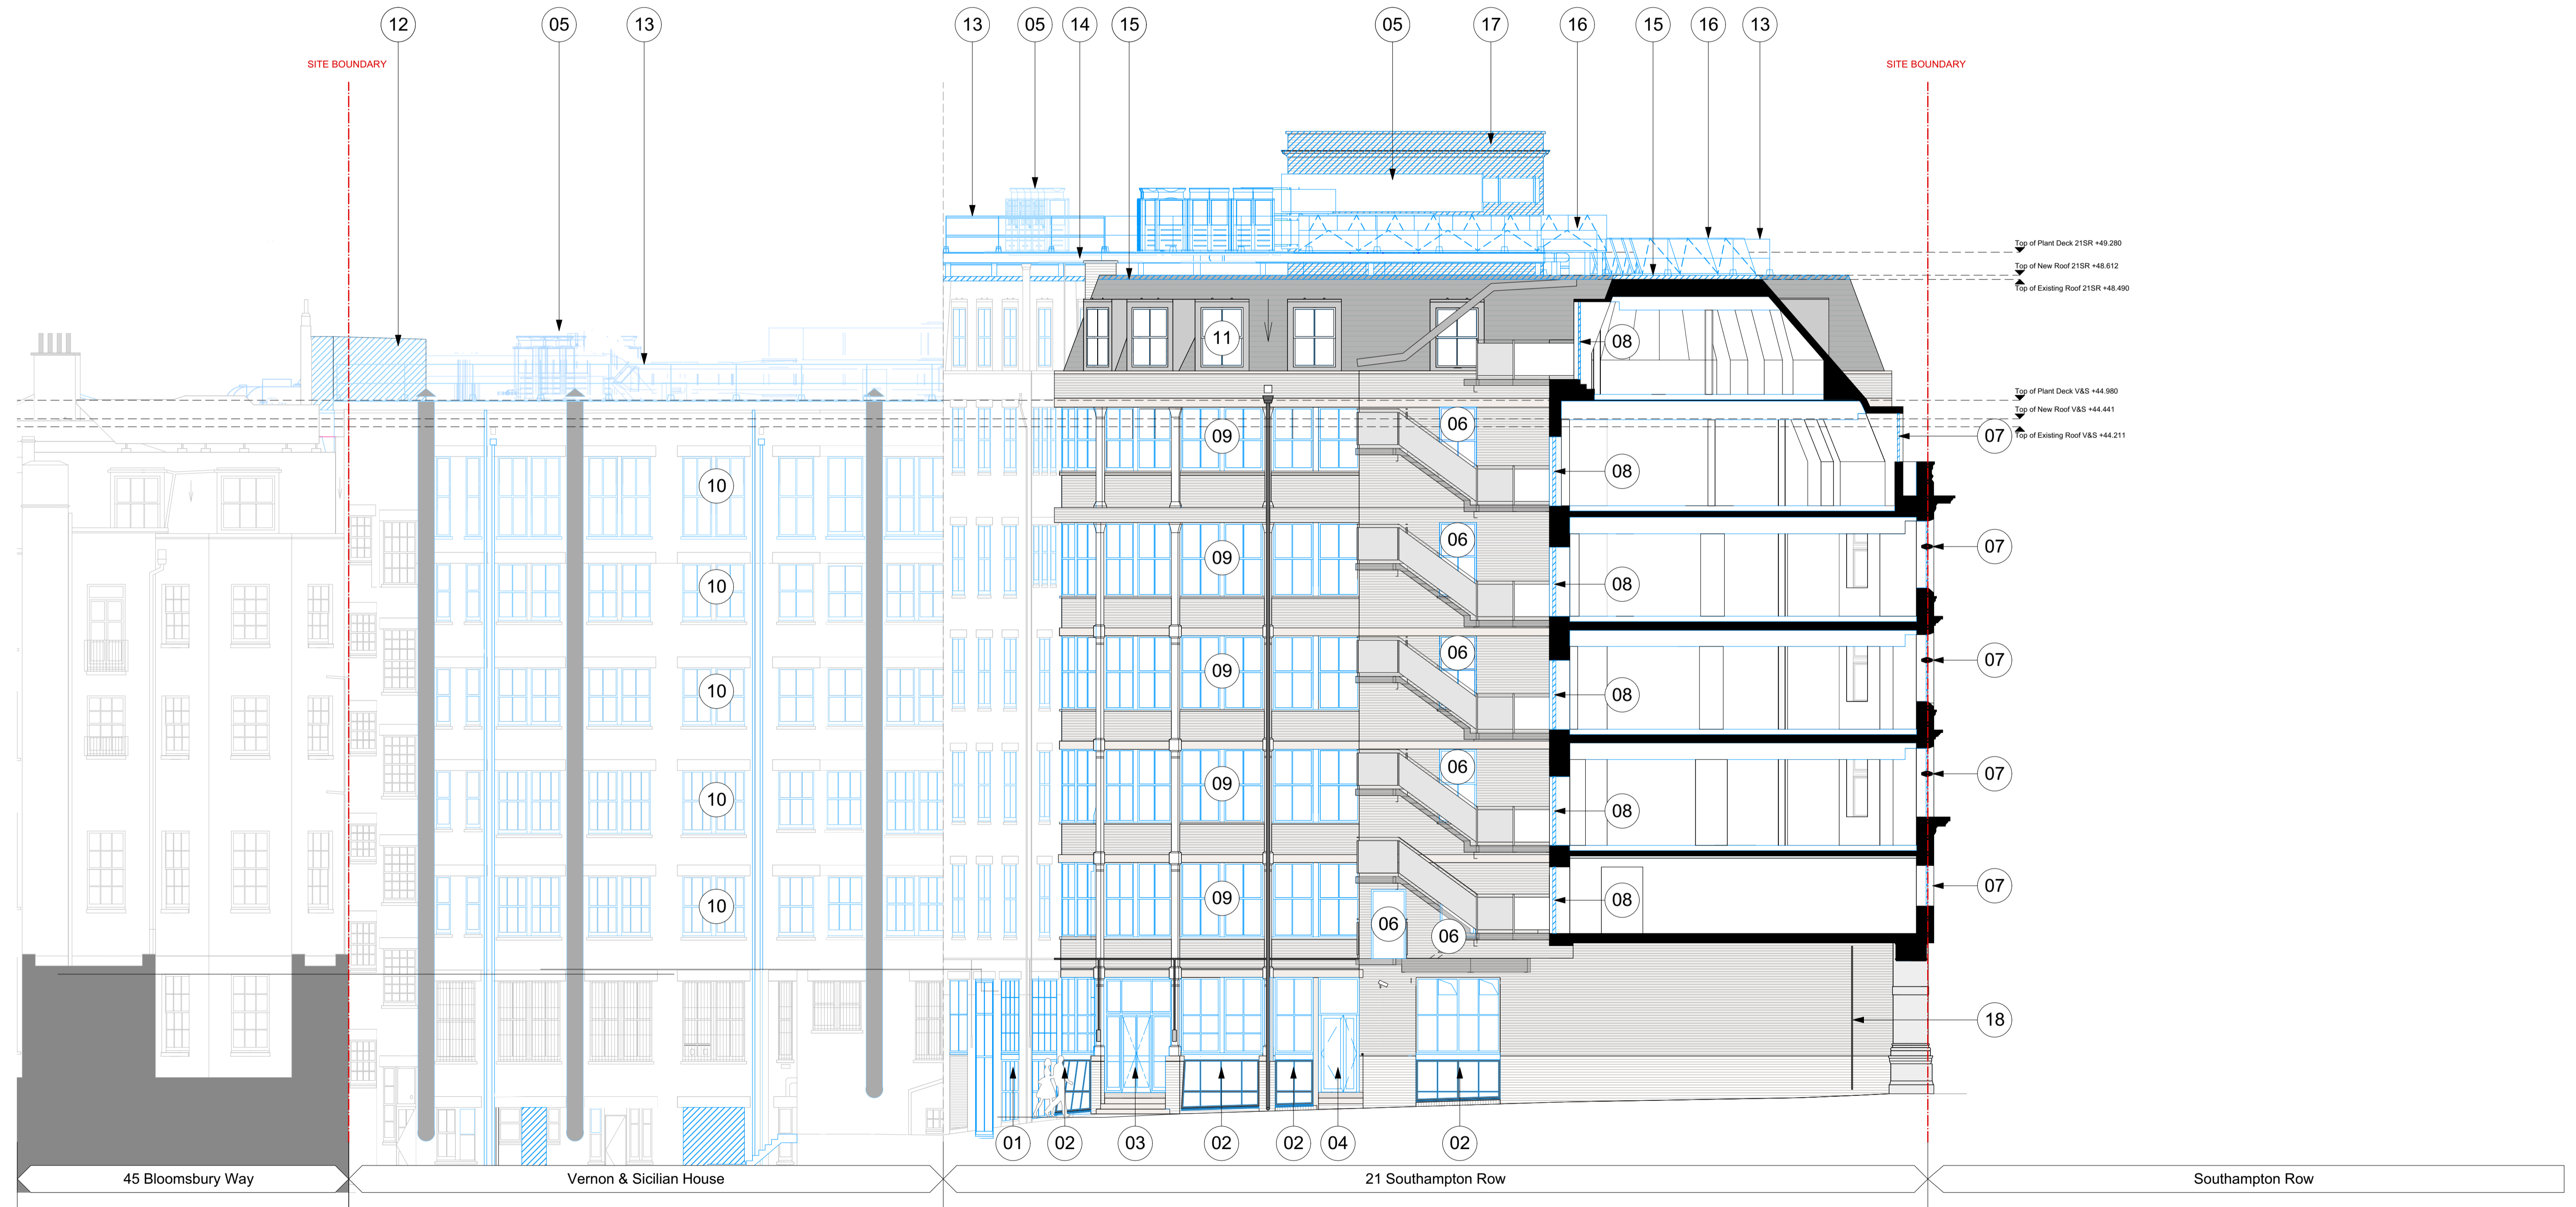 12 05 13 13 05 14 15 05 17 16 15 16 13
SITE BOUNDARY SITE BOUNDARY
Top of Plant Deck 21SR +49.280
Top of New Roof 21SR +48.612
Top of Existing Roof 21SR +48.490
11 08
Top of Plant Deck V&S +44.980
Top of New Roof V&S +44.441
Top of Existing Roof V&S +44.211
09 06 07
10 08
09 06 07
10 08
09 06 07
10 08
09 06 07
10 08
10 09 08 07
06 06
18
01 02 03 02 02 04 02
45 Bloomsbury Way Vernon & Sicilian House 21 Southampton Row Southampton Row